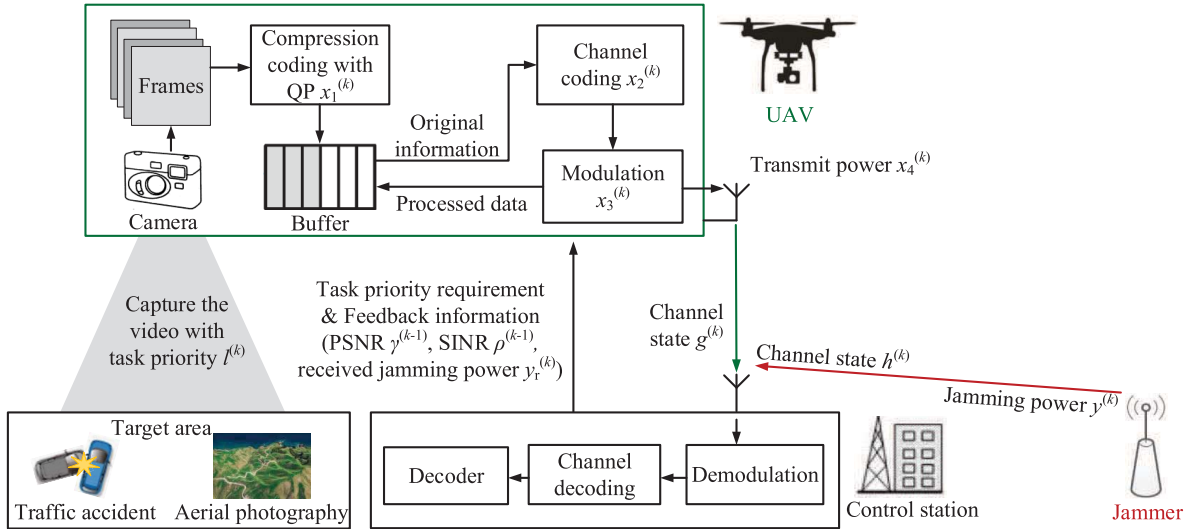 Frames
Compression
coding with
QP x₁⁽ᵏ⁾
Channel
coding x₂⁽ᵏ⁾
UAV
Original
information
Camera
Buffer
Processed data
Modulation
x₃⁽ᵏ⁾
Transmit power x₄⁽ᵏ⁾
Capture the
video with
task priority l⁽ᵏ⁾
Task priority requirement
& Feedback information
(PSNR γ⁽ᵏ⁻¹⁾, SINR ρ⁽ᵏ⁻¹⁾,
received jamming power yᵣ⁽ᵏ⁾)
Channel
state g⁽ᵏ⁾
Channel state h⁽ᵏ⁾
Jamming power y⁽ᵏ⁾
Target area
Traffic accident
Aerial photography
Decoder
Channel
decoding
Demodulation
Control station
Jammer